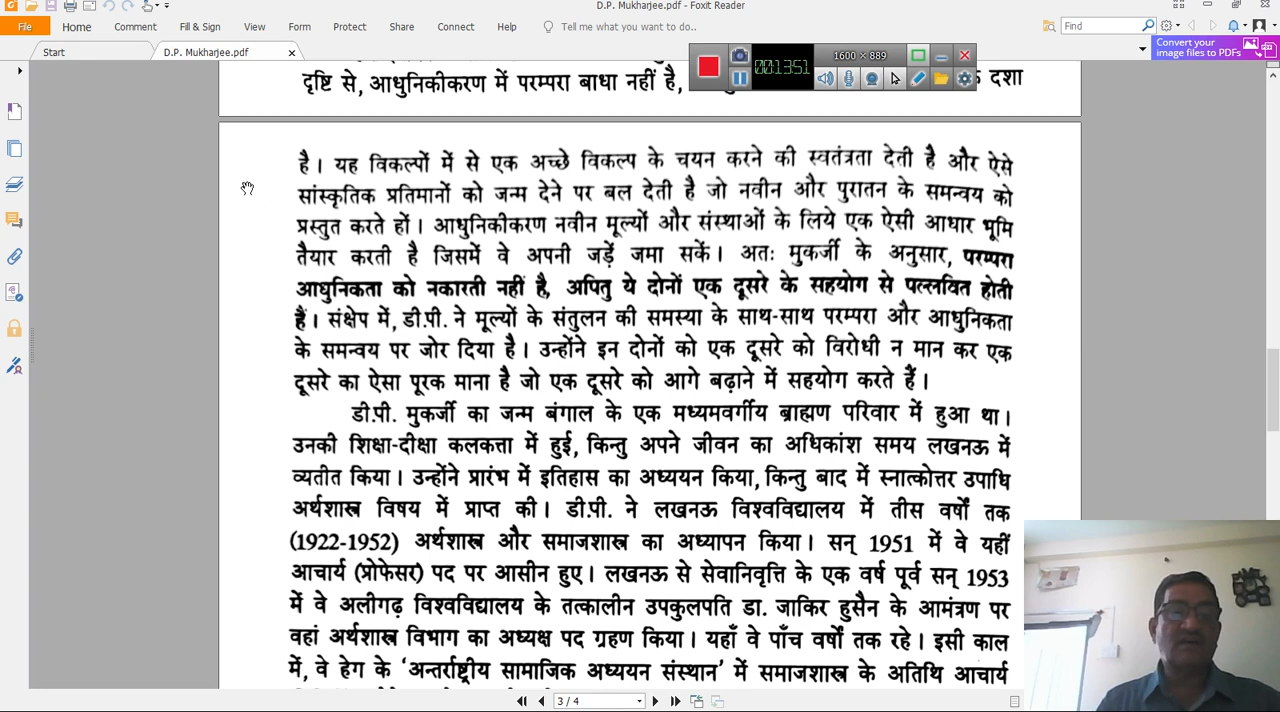 D.P. Mukharjee.pdf - Foxit Reader
File Home Comment Fill & Sign View Form Protect Share Connect Help Tell me what you want to do.. Find
Start D.P. Mukharjee.pdf
Convert your
image files to PDFs
00:13:51
1600 × 889
दृष्टि से, आधुनिकीकरण में परम्परा बाधा नहीं है, दशा
है। यह विकल्पों में से एक अच्छे विकल्प के चयन करने की स्वतंत्रता देती है और ऐसे
सांस्कृतिक प्रतिमानों को जन्म देने पर बल देती है जो नवीन और पुरातन के समन्वय को
प्रस्तुत करते हों। आधुनिकीकरण नवीन मूल्यों और संस्थाओं के लिये एक ऐसी आधार भूमि
तैयार करती है जिसमें वे अपनी जड़ें जमा सकें। अतः मुकर्जी के अनुसार, परम्परा
आधुनिकता को नकारती नहीं है, अपितु ये दोनों एक दूसरे के सहयोग से पल्लवित होती
हैं। संक्षेप में, डी.पी. ने मूल्यों के संतुलन की समस्या के साथ-साथ परम्परा और आधुनिकता
के समन्वय पर जोर दिया है। उन्होंने इन दोनों को एक दूसरे को विरोधी न मान कर एक
दूसरे का ऐसा पूरक माना है जो एक दूसरे को आगे बढ़ाने में सहयोग करते हैं।
डी.पी. मुकर्जी का जन्म बंगाल के एक मध्यमवर्गीय ब्राह्मण परिवार में हुआ था।
उनकी शिक्षा-दीक्षा कलकत्ता में हुई, किन्तु अपने जीवन का अधिकांश समय लखनऊ में
व्यतीत किया। उन्होंने प्रारंभ में इतिहास का अध्ययन किया, किन्तु बाद में स्नात्कोत्तर उपाधि
अर्थशास्त्र विषय में प्राप्त की। डी.पी. ने लखनऊ विश्वविद्यालय में तीस वर्षों तक
(1922-1952) अर्थशास्त्र और समाजशास्त्र का अध्यापन किया। सन् 1951 में वे यहीं
आचार्य (प्रोफेसर) पद पर आसीन हुए। लखनऊ से सेवानिवृत्ति के एक वर्ष पूर्व सन् 1953
में वे अलीगढ़ विश्वविद्यालय के तत्कालीन उपकुलपति डा. जाकिर हुसैन के आमंत्रण पर
वहां अर्थशास्त्र विभाग का अध्यक्ष पद ग्रहण किया। यहाँ वे पाँच वर्षों तक रहे। इसी काल
में, वे हेग के 'अन्तर्राष्ट्रीय सामाजिक अध्ययन संस्थान' में समाजशास्त्र के अतिथि आचार्य
3 / 4